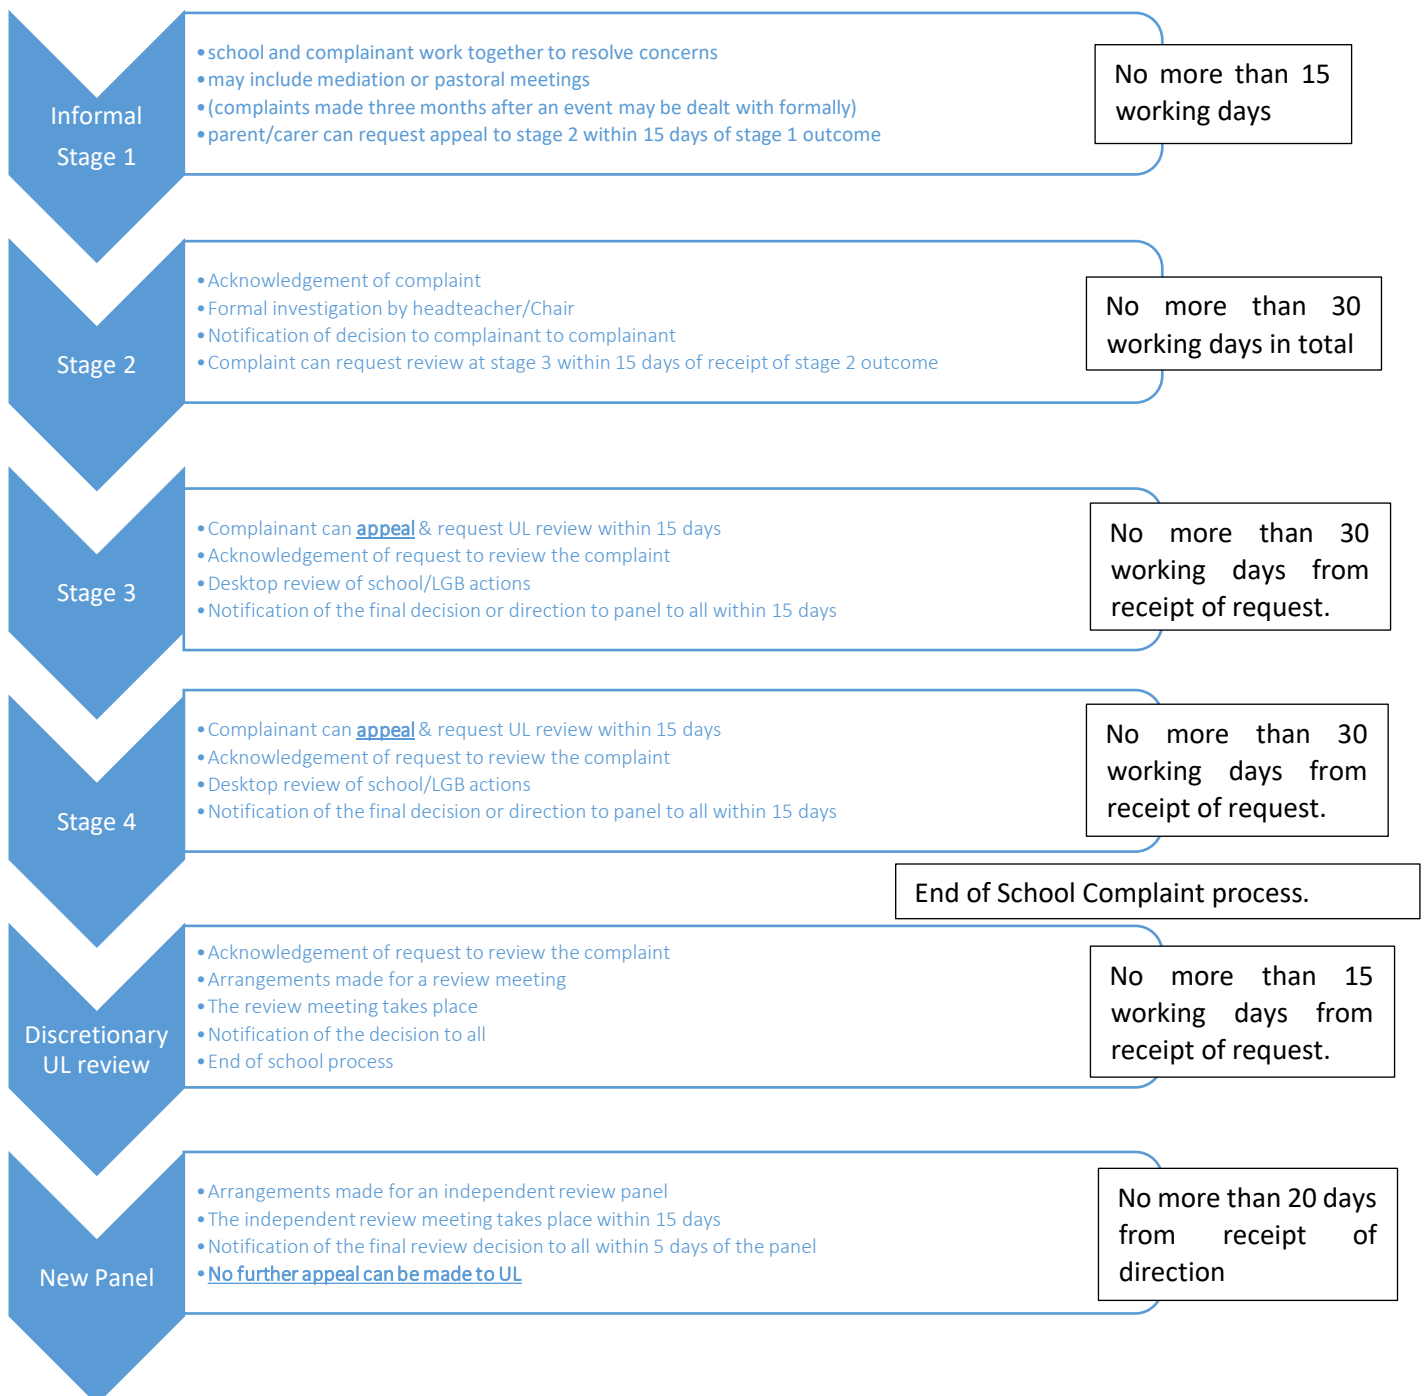 Informal
Stage 1
•school and complainant work together to resolve concerns
•may include mediation or pastoral meetings
•(complaints made three months after an event may be dealt with formally)
•parent/carer can request appeal to stage 2 within 15 days of stage 1 outcome
No more than 15
working days
Stage 2
•Acknowledgement of complaint
•Formal investigation by headteacher/Chair
•Notification of decision to complainant to complainant
•Complaint can request review at stage 3 within 15 days of receipt of stage 2 outcome
No more than 30
working days in total
Stage 3
•Complainant can appeal & request UL review within 15 days
•Acknowledgement of request to review the complaint
•Desktop review of school/LGB actions
•Notification of the final decision or direction to panel to all within 15 days
No more than 30
working days from
receipt of request.
Stage 4
•Complainant can appeal & request UL review within 15 days
•Acknowledgement of request to review the complaint
•Desktop review of school/LGB actions
•Notification of the final decision or direction to panel to all within 15 days
No more than 30
working days from
receipt of request.
End of School Complaint process.
Discretionary
UL review
•Acknowledgement of request to review the complaint
•Arrangements made for a review meeting
•The review meeting takes place
•Notification of the decision to all
•End of school process
No more than 15
working days from
receipt of request.
New Panel
•Arrangements made for an independent review panel
•The independent review meeting takes place within 15 days
•Notification of the final review decision to all within 5 days of the panel
•No further appeal can be made to UL
No more than 20 days
from receipt of
direction